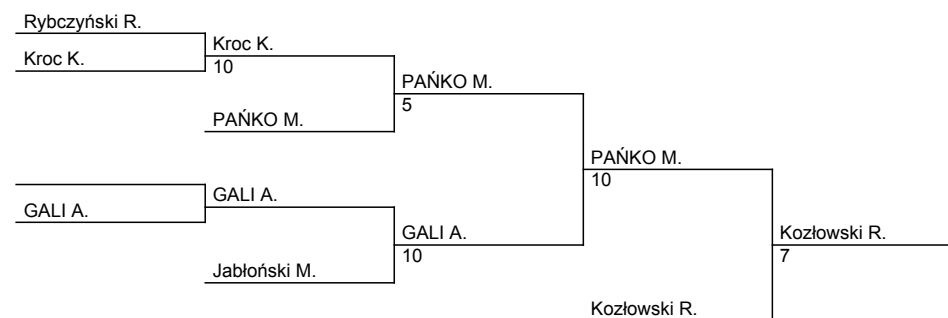 Rybczyński R.
Kroc K.
Kroc K.
10
PAŃKO M.
PAŃKO M.
5
PAŃKO M.
10
GALI A.
GALI A.
GALI A.
10
Jabłoński M.
Kozłowski R.
7
Kozłowski R.